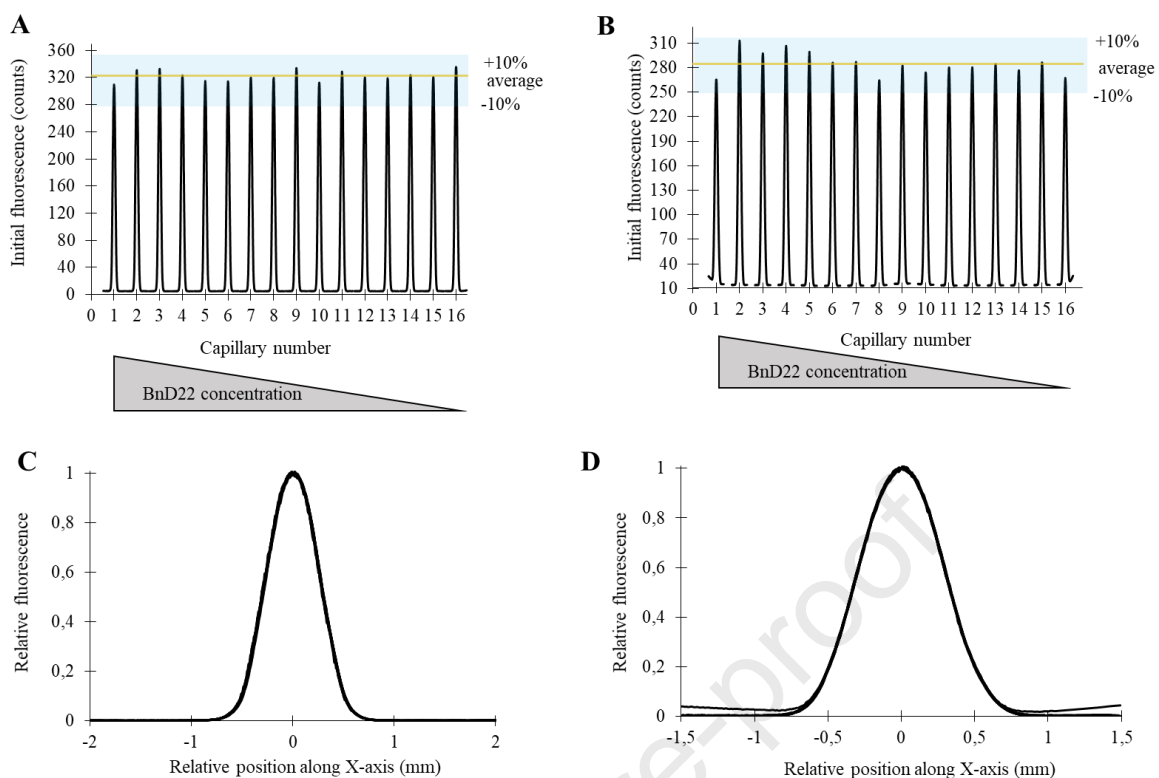 A
Initial fluorescence (counts)
360
320
280
240
200
160
120
80
40
0
0 1 2 3 4 5 6 7 8 9 10 11 12 13 14 15 16
Capillary number
+10%
average
-10%
BnD22 concentration
B
Initial fluorescence (counts)
310
280
250
220
190
160
130
100
70
40
10
0 1 2 3 4 5 6 7 8 9 10 11 12 13 14 15 16
Capillary number
+10%
average
-10%
BnD22 concentration
C
Relative fluorescence
1
0,8
0,6
0,4
0,2
0
-2 -1 0 1 2
Relative position along X-axis (mm)
D
Relative fluorescence
1
0,8
0,6
0,4
0,2
0
-1,5 -1 -0,5 0 0,5 1 1,5
Relative position along X-axis (mm)
re-proof